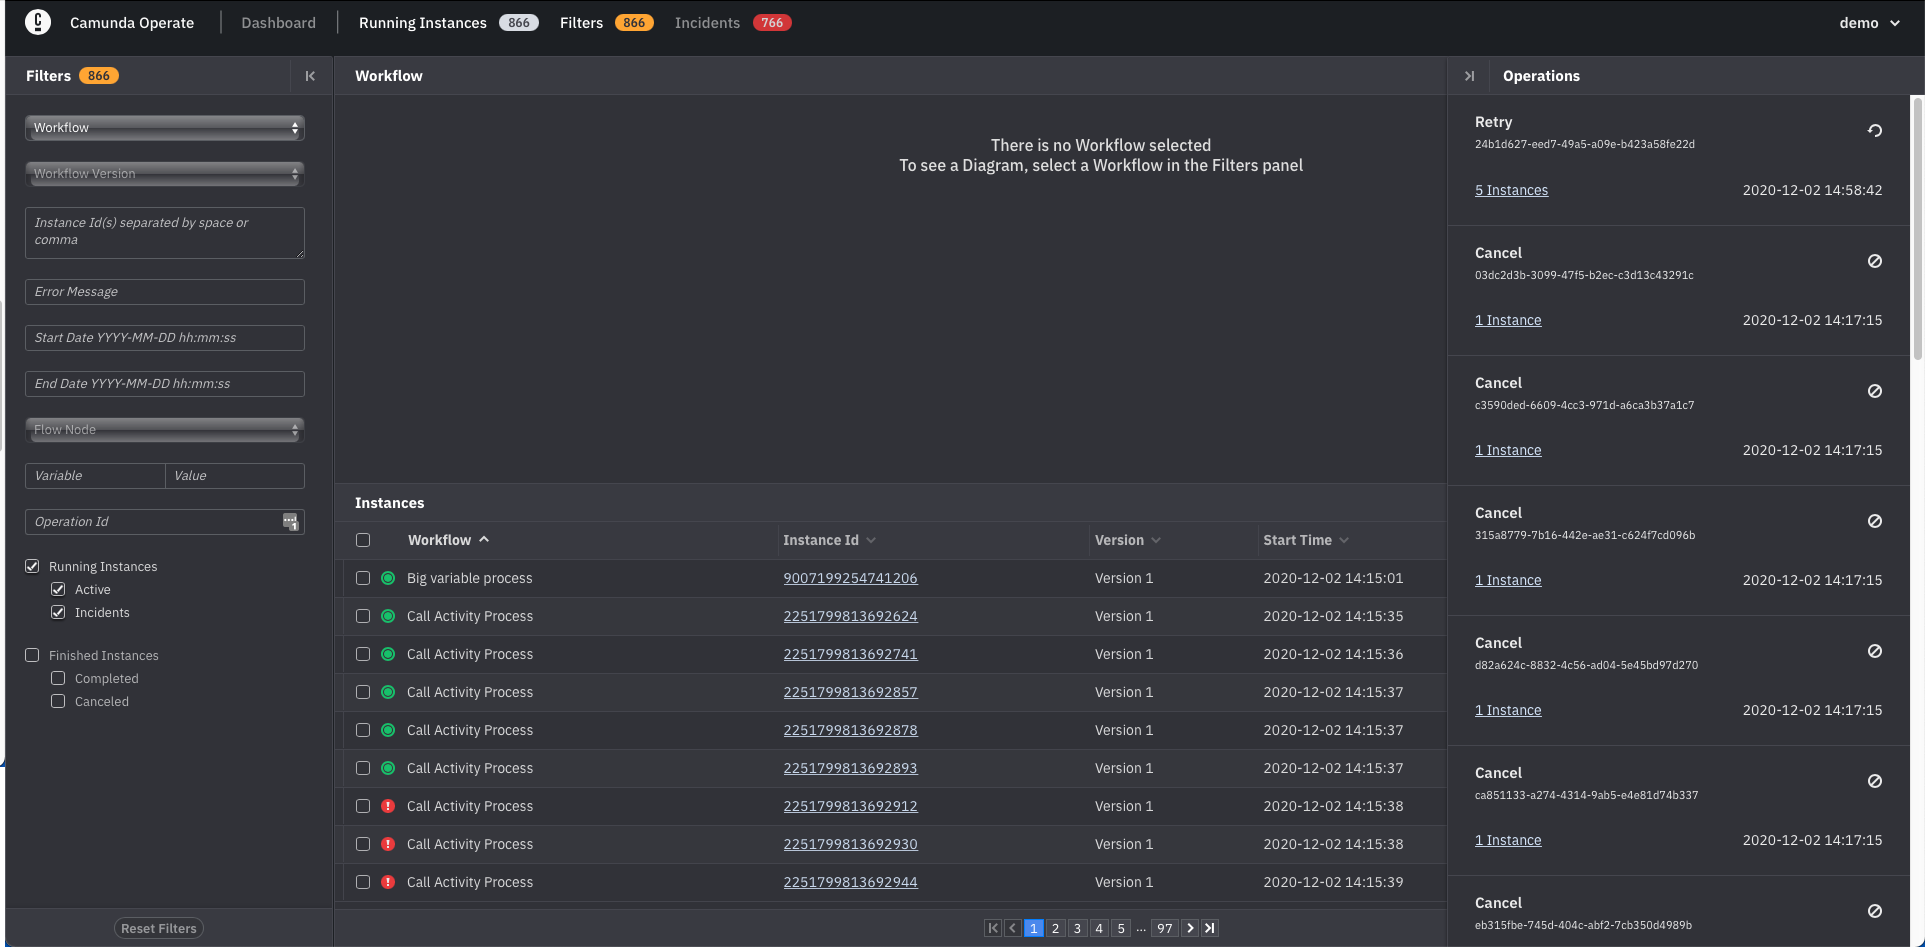 Camunda Operate
Dashboard
Running Instances 866
Filters 866
Incidents 766
demo
Filters 866
Workflow
Workflow Version
Instance Id(s) separated by space or
comma
Error Message
Start Date YYYY-MM-DD hh:mm:ss
End Date YYYY-MM-DD hh:mm:ss
Flow Node
Variable
Value
Operation Id
Running Instances
Active
Incidents
Finished Instances
Completed
Canceled
Reset Filters
Workflow
There is no Workflow selected
To see a Diagram, select a Workflow in the Filters panel
Instances
Workflow Instance Id Version Start Time
Big variable process 9007199254741206 Version 1 2020-12-02 14:15:01
Call Activity Process 2251799813692624 Version 1 2020-12-02 14:15:35
Call Activity Process 2251799813692741 Version 1 2020-12-02 14:15:36
Call Activity Process 2251799813692857 Version 1 2020-12-02 14:15:37
Call Activity Process 2251799813692878 Version 1 2020-12-02 14:15:37
Call Activity Process 2251799813692893 Version 1 2020-12-02 14:15:37
Call Activity Process 2251799813692912 Version 1 2020-12-02 14:15:38
Call Activity Process 2251799813692930 Version 1 2020-12-02 14:15:38
Call Activity Process 2251799813692944 Version 1 2020-12-02 14:15:39
1 2 3 4 5 ... 97
Operations
Retry
24b1d627-eed7-49a5-a09e-b423a58fe22d
5 Instances 2020-12-02 14:58:42
Cancel
03dc2d3b-3099-47f5-b2ec-c3d13c43291c
1 Instance 2020-12-02 14:17:15
Cancel
c3590ded-6609-4cc3-971d-a6ca3b37a1c7
1 Instance 2020-12-02 14:17:15
Cancel
315a8779-7b16-442e-ae31-c624f7cd096b
1 Instance 2020-12-02 14:17:15
Cancel
d82a624c-8832-4c56-ad04-5e45bd97d270
1 Instance 2020-12-02 14:17:15
Cancel
ca851133-a274-4314-9ab5-e4e81d74b337
1 Instance 2020-12-02 14:17:15
Cancel
eb315fbe-745d-404c-abf2-7cb350d4989b